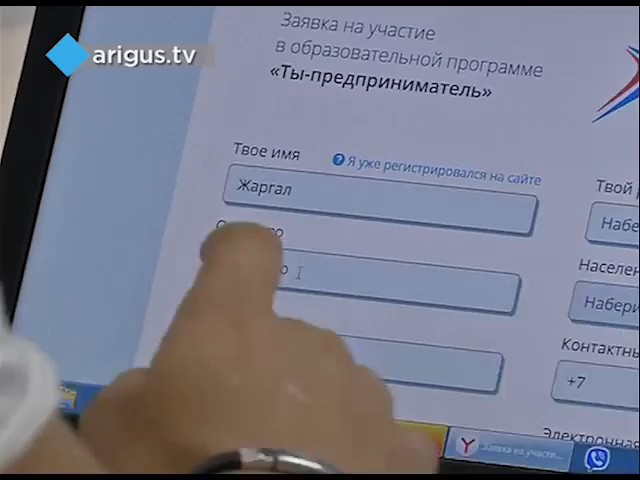 arigus.tv
Заявка на участие
в образовательной программе
«Ты-предприниматель»
Твое имя
? Я уже регистрировался на сайте
Жаргал
Твой
Набе
Населен
Набери
Контактны
+7
Электронная
Y Заявка на участи...